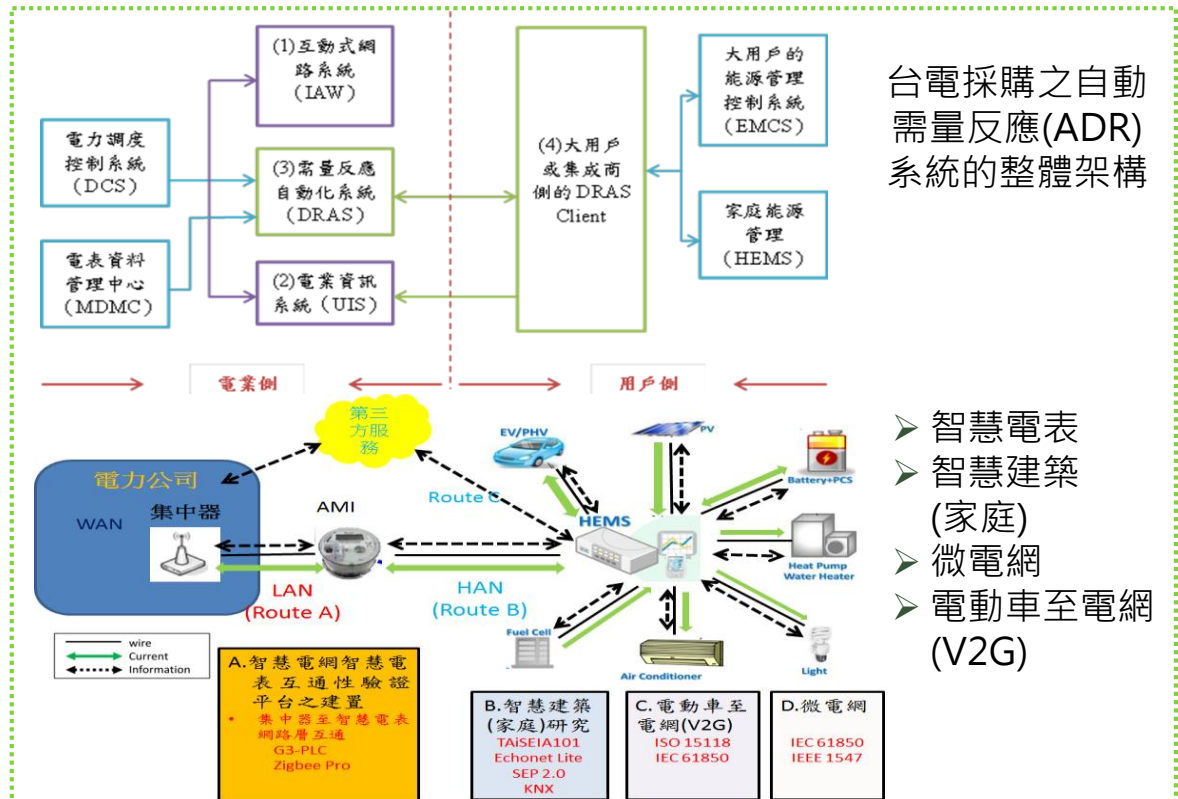 (1)互動式網
路系統
(IAW)
電力調度
控制系統
(DCS)
(3)需量反應
自動化系統
(DRAS)
電表資料
管理中心
(MDMC)
(2)電業資訊
系統(UIS)
(4)大用戶
或集成商
側的DRAS
Client
大用戶的
能源管理
控制系統
(EMCS)
家庭能源
管理
(HEMS)
台電採購之自動
需量反應(ADR)
系統的整體架構
電業側
用戶側
第三
方服
務
電力公司
WAN
集中器
AMI
LAN
(Route A)
HAN
(Route B)
Route C
EV/PHV
PV
Battery+PCS
HEMS
Heat Pump
Water Heater
Fuel Cell
Air Conditioner
Light
wire
Current
Information
➢ 智慧電表
➢ 智慧建築
(家庭)
➢ 微電網
➢ 電動車至電網
(V2G)
A.智慧電網智慧電
表互通性驗證
平台之建置
• 集中器至智慧電表
網路層互通
G3-PLC
Zigbee Pro
B.智慧建築
(家庭)研究
TAiSEIA101
Echonet Lite
SEP 2.0
KNX
C.電動車至
電網(V2G)
ISO 15118
IEC 61850
D.微電網
IEC 61850
IEEE 1547